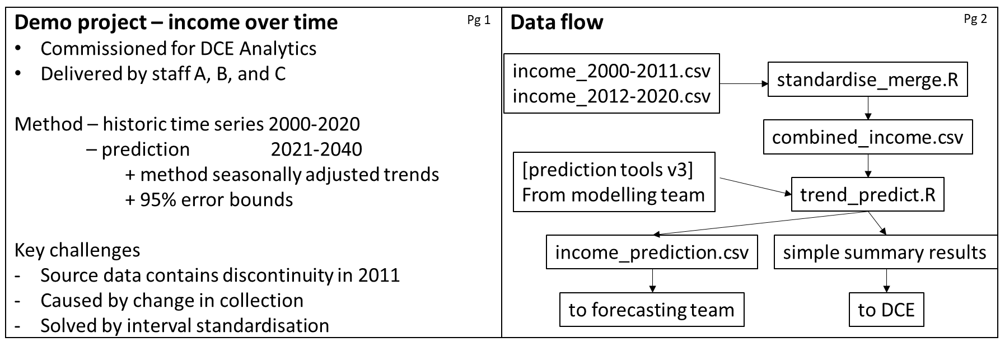 Demo project – income over time
Pg 1
• Commissioned for DCE Analytics
• Delivered by staff A, B, and C
Method – historic time series 2000-2020
– prediction 2021-2040
+ method seasonally adjusted trends
+ 95% error bounds
Key challenges
- Source data contains discontinuity in 2011
- Caused by change in collection
- Solved by interval standardisation
Data flow
Pg 2
income_2000-2011.csv
income_2012-2020.csv
standardise_merge.R
combined_income.csv
[prediction tools v3]
From modelling team
trend_predict.R
income_prediction.csv
simple summary results
to forecasting team
to DCE